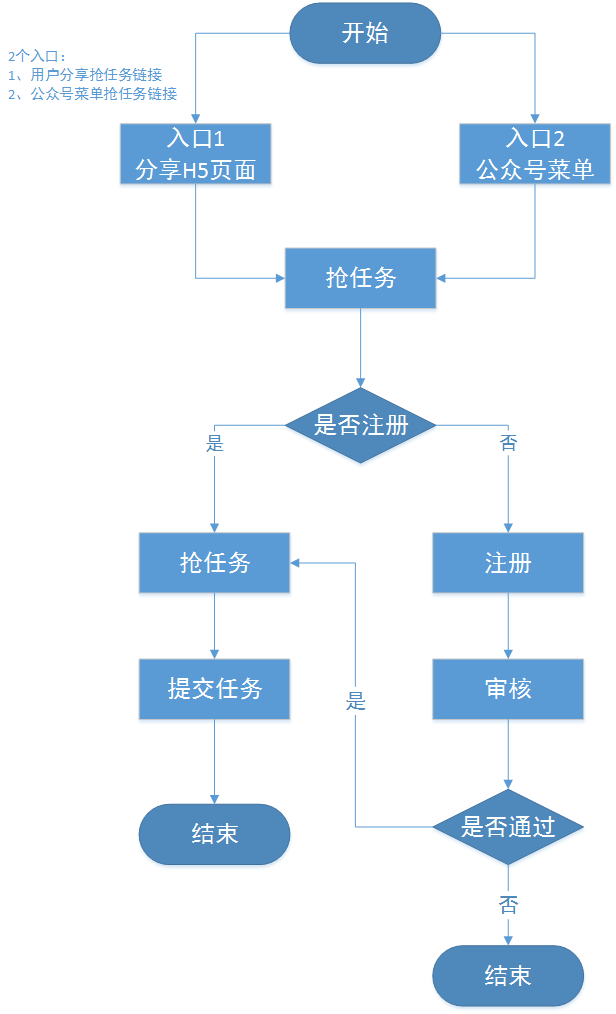 开始
2个入口：
1、用户分享抢任务链接
2、公众号菜单抢任务链接
入口1
分享H5页面
入口2
公众号菜单
抢任务
是否注册
是
否
抢任务
注册
提交任务
审核
是
结束
是否通过
否
结束